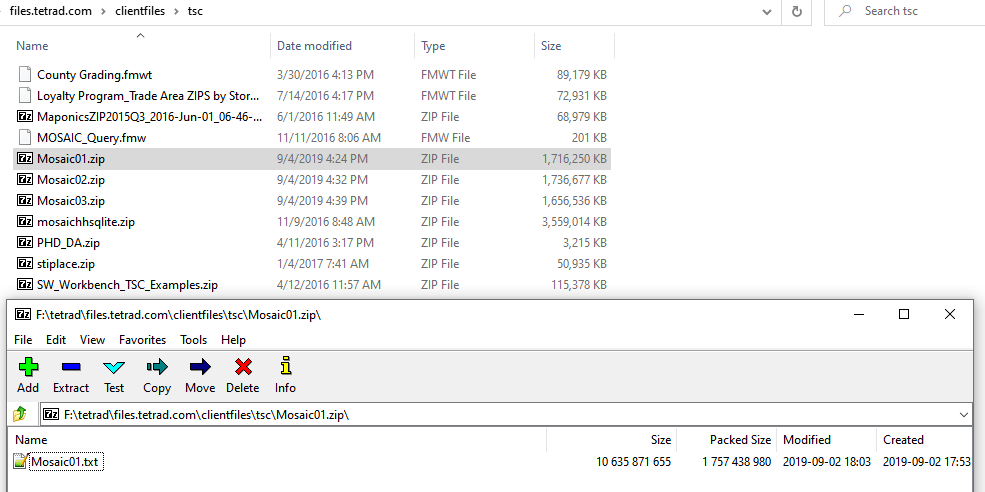 files.tetrad.com > clientfiles > tsc Search tsc
Name Date modified Type Size
County Grading.fmwt 3/30/2016 4:13 PM FMWT File 89,179 KB
Loyalty Program_Trade Area ZIPS by Stor... 7/14/2016 4:17 PM FMWT File 72,931 KB
MaponicsZIP2015Q3_2016-Jun-01_06-46-... 6/1/2016 11:49 AM ZIP File 68,979 KB
MOSAIC_Query.fmw 11/11/2016 8:06 AM FMW File 201 KB
Mosaic01.zip 9/4/2019 4:24 PM ZIP File 1,716,250 KB
Mosaic02.zip 9/4/2019 4:32 PM ZIP File 1,736,677 KB
Mosaic03.zip 9/4/2019 4:39 PM ZIP File 1,656,536 KB
mosaichhsqlite.zip 11/9/2016 8:48 AM ZIP File 3,559,014 KB
PHD_DA.zip 4/11/2016 3:17 PM ZIP File 3,215 KB
stiplace.zip 1/4/2017 7:41 AM ZIP File 50,935 KB
SW_Workbench_TSC_Examples.zip 4/12/2016 11:57 AM ZIP File 115,378 KB
7z F:\tetrad\files.tetrad.com\clientfiles\tsc\Mosaic01.zip\
File Edit View Favorites Tools Help
Add Extract Test Copy Move Delete Info
7z F:\tetrad\files.tetrad.com\clientfiles\tsc\Mosaic01.zip\
Name Size Packed Size Modified Created
Mosaic01.txt 10 635 871 655 1 757 438 980 2019-09-02 18:03 2019-09-02 17:53